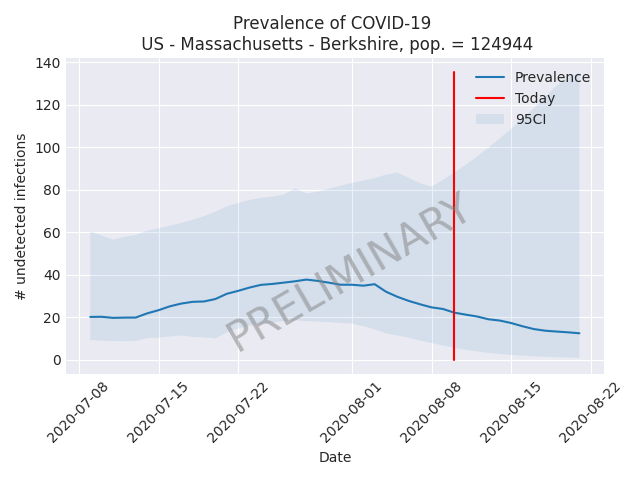 Prevalence of COVID-19
US - Massachusetts - Berkshire, pop. = 124944
140
120
100
80
60
40
20
0
# undetected infections
Prevalence
Today
95CI
PRELIMINARY
2020-07-08
2020-07-15
2020-07-22
2020-08-01
2020-08-08
2020-08-15
2020-08-22
Date